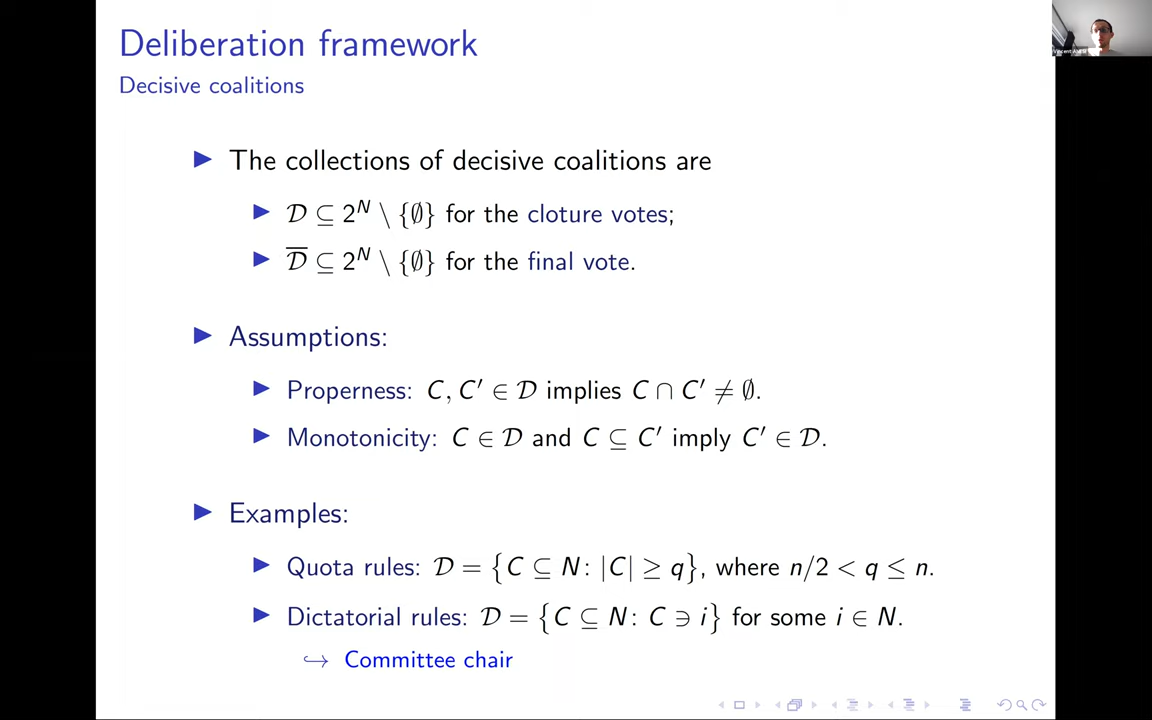 Deliberation framework
Decisive coalitions
▶ The collections of decisive coalitions are
▶ 𝒟 ⊆ 2^N \ {∅} for the cloture votes;
▶ 𝒟̅ ⊆ 2^N \ {∅} for the final vote.
▶ Assumptions:
▶ Properness: C, C′ ∈ 𝒟 implies C ∩ C′ ≠ ∅.
▶ Monotonicity: C ∈ 𝒟 and C ⊆ C′ imply C′ ∈ 𝒟.
▶ Examples:
▶ Quota rules: 𝒟 = {C ⊆ N: |C| ≥ q}, where n/2 < q ≤ n.
▶ Dictatorial rules: 𝒟 = {C ⊆ N: C ∋ i} for some i ∈ N.
↪ Committee chair
Vincent